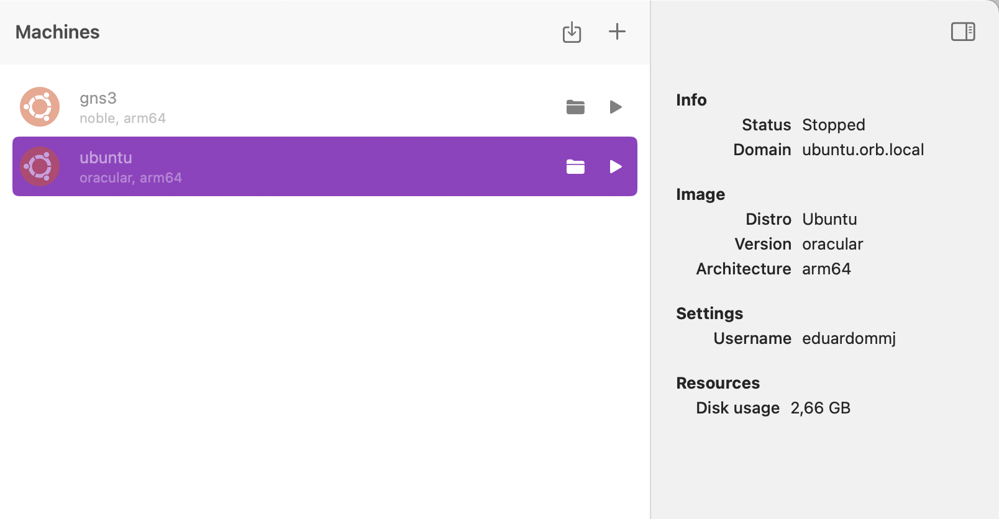 Machines
gns3
noble, arm64
ubuntu
oracular, arm64
Info
Status Stopped
Domain ubuntu.orb.local
Image
Distro Ubuntu
Version oracular
Architecture arm64
Settings
Username eduardommj
Resources
Disk usage 2,66 GB